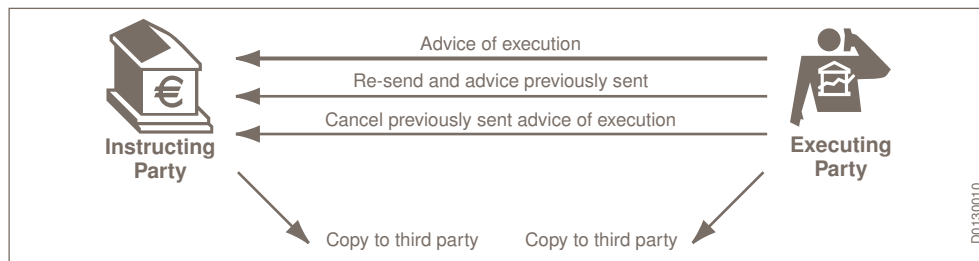 Advice of execution
Re-send and advice previously sent
Cancel previously sent advice of execution
€
Instructing
Party
Executing
Party
Copy to third party
Copy to third party
D0130010